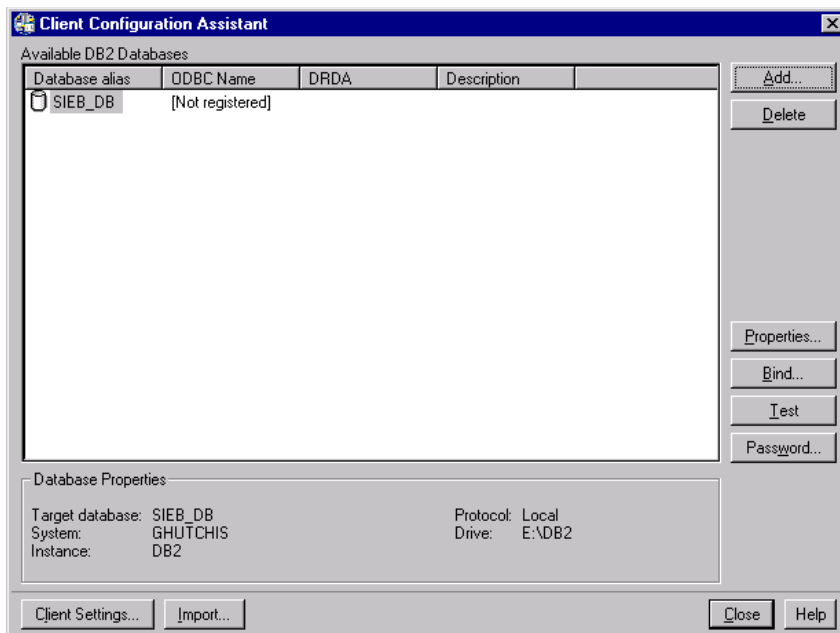 Client Configuration Assistant
Available DB2 Databases
Database alias ODBC Name DRDA Description
SIEB_DB [Not registered]
Add...
Delete
Properties...
Bind...
Test
Password...
Database Properties
Target database: SIEB_DB Protocol: Local
System: GHUTCHIS Drive: E:\DB2
Instance: DB2
Client Settings... Import... Close Help